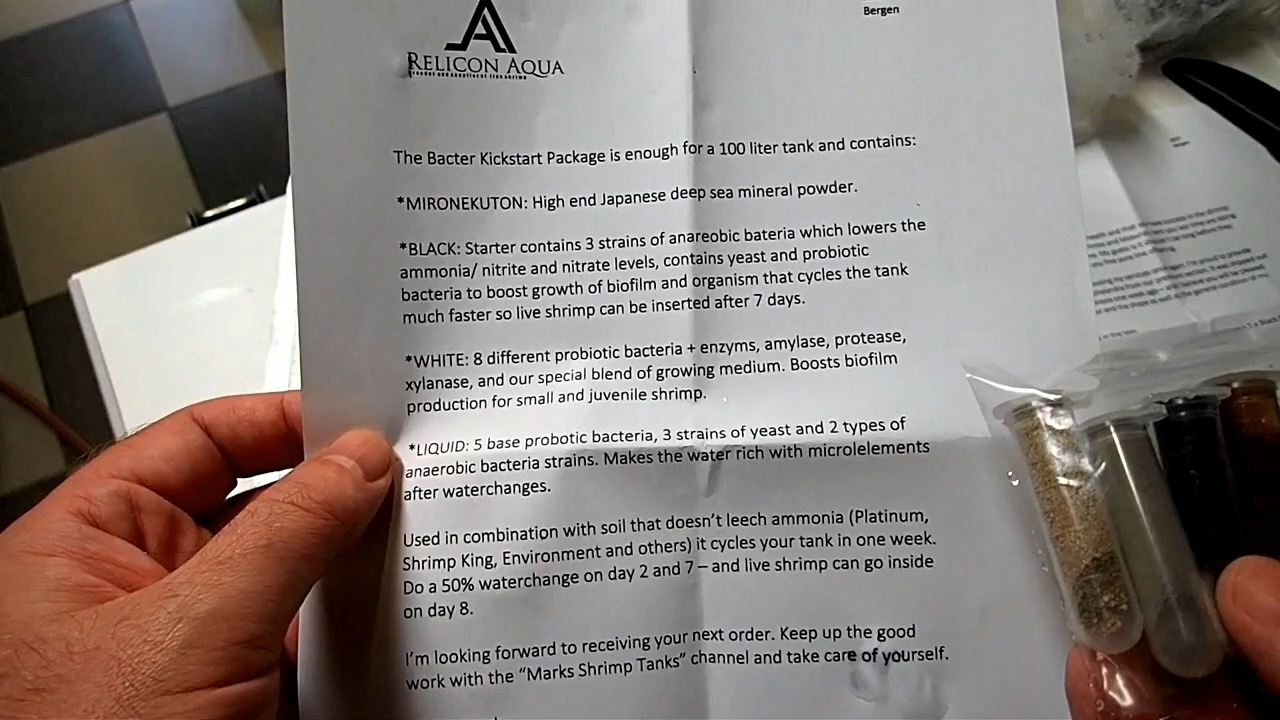 Bergen
RELICON AQUA
The Bacter Kickstart Package is enough for a 100 liter tank and contains:
*MIRONEKUTON: High end Japanese deep sea mineral powder.
*BLACK: Starter contains 3 strains of anareobic bateria which lowers the
ammonia/ nitrite and nitrate levels, contains yeast and probiotic
bacteria to boost growth of biofilm and organism that cycles the tank
much faster so live shrimp can be inserted after 7 days.
*WHITE: 8 different probiotic bacteria + enzyms, amylase, protease,
xylanase, and our special blend of growing medium. Boosts biofilm
production for small and juvenile shrimp.
*LIQUID: 5 base probotic bacteria, 3 strains of yeast and 2 types of
anaerobic bacteria strains. Makes the water rich with microlelements
after waterchanges.
Used in combination with soil that doesn't leech ammonia (Platinum,
Shrimp King, Environment and others) it cycles your tank in one week.
Do a 50% waterchange on day 2 and 7 – and live shrimp can go inside
on day 8.
I'm looking forward to receiving your next order. Keep up the good
work with the "Marks Shrimp Tanks" channel and take care of yourself.